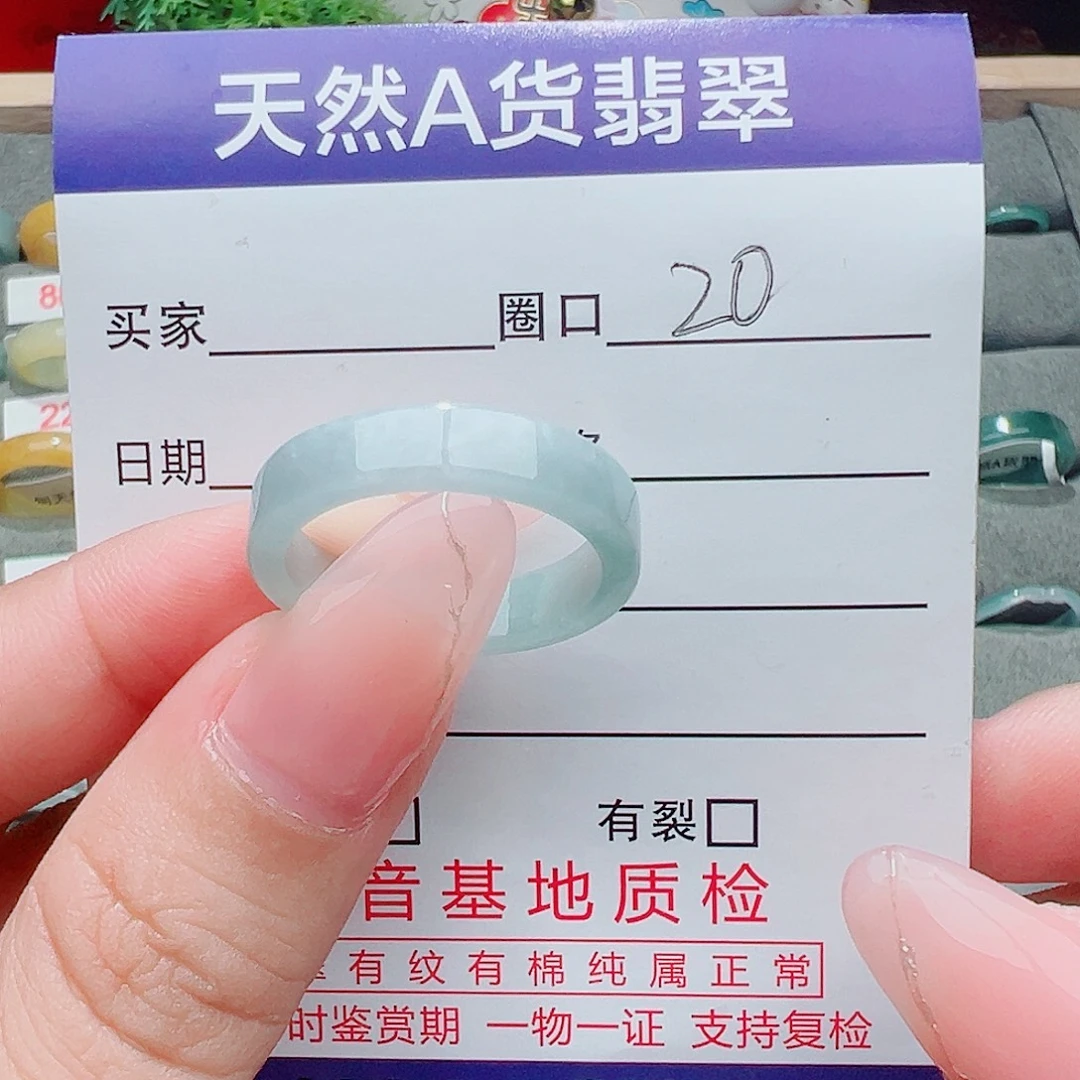 天然A货翡翠
买家 圈口 20
日期
有裂
音基地质检
有纹有棉纯属正常
时鉴赏期 一物一证 支持复检